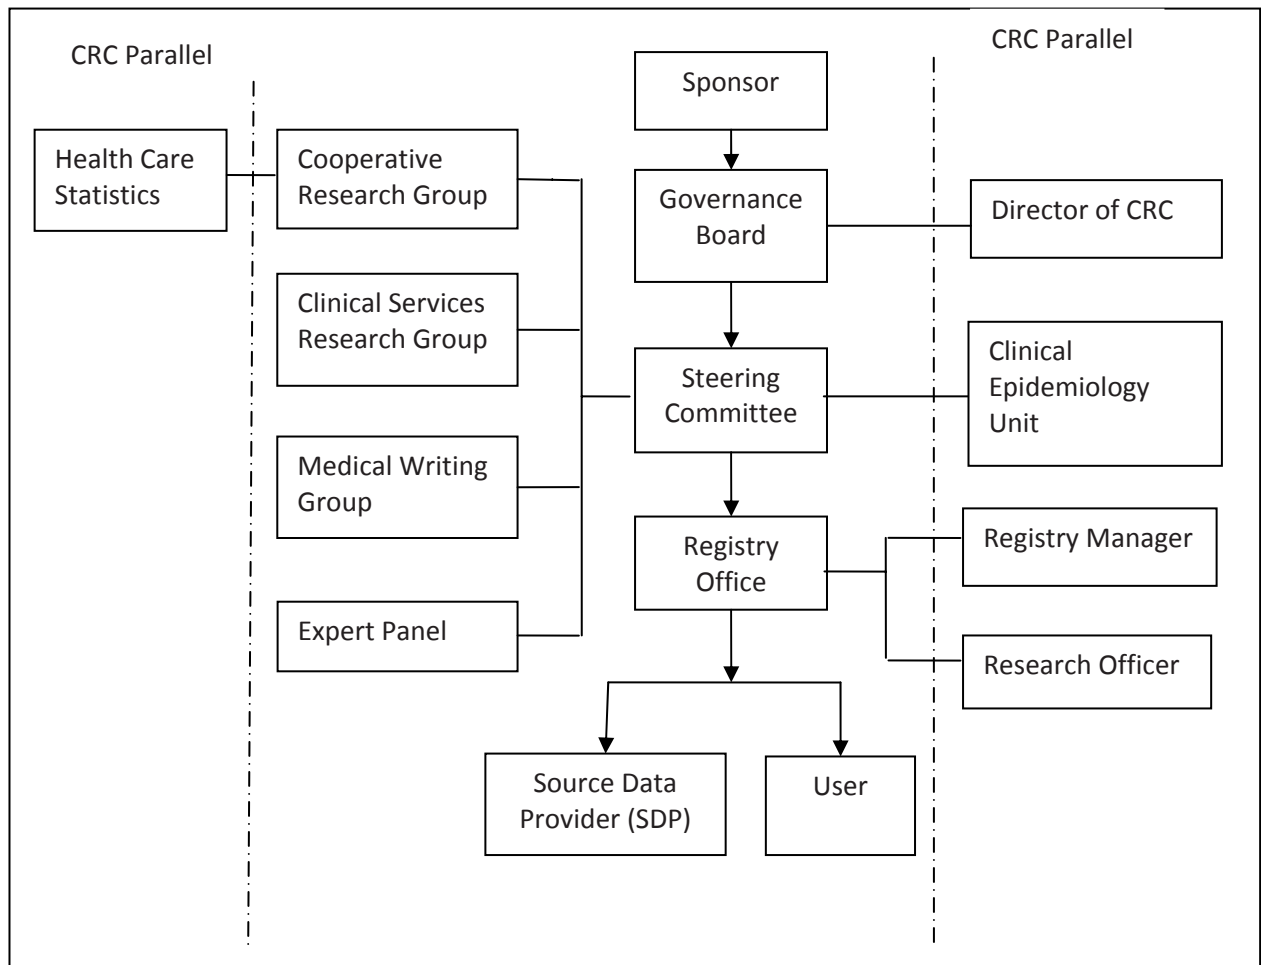 CRC Parallel
CRC Parallel
Sponsor
Health Care
Statistics
Cooperative
Research Group
Governance
Board
Director of CRC
Clinical Services
Research Group
Steering
Committee
Clinical
Epidemiology
Unit
Medical Writing
Group
Registry
Office
Registry Manager
Expert Panel
Research Officer
Source Data
Provider (SDP)
User